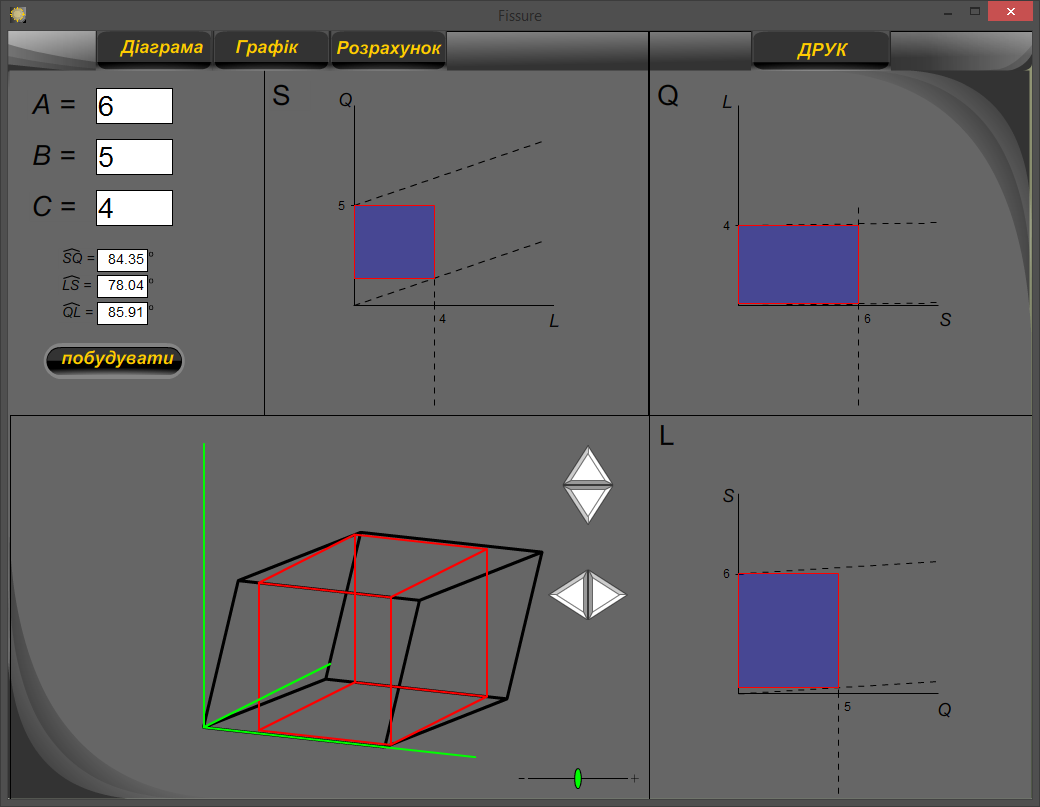 Fissure
Діаграма
Графік
Розрахунок
ДРУК
A = 6
B = 5
C = 4
SQ = 84.35 °
LS = 78.04 °
QL = 85.91 °
побудувати
S
Q
5
4
L
Q
L
4
6
S
L
S
6
5
Q
− +